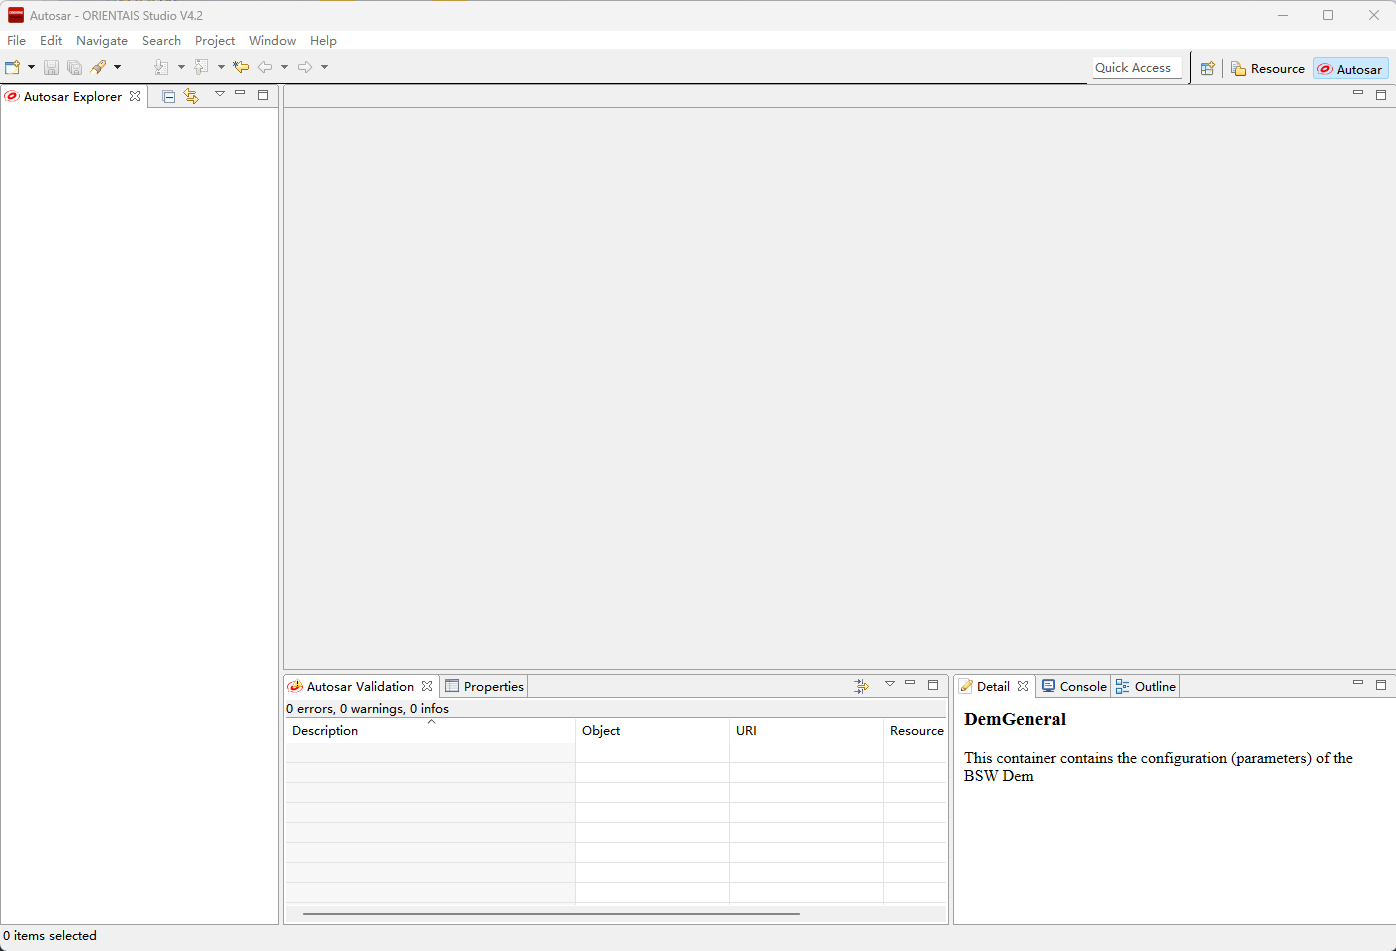 Autosar - ORIENTAIS Studio V4.2
File Edit Navigate Search Project Window Help
Quick Access
Resource
Autosar
Autosar Explorer
Autosar Validation
Properties
0 errors, 0 warnings, 0 infos
Description Object URI Resource
Detail
Console
Outline
DemGeneral
This container contains the configuration (parameters) of the
BSW Dem
0 items selected